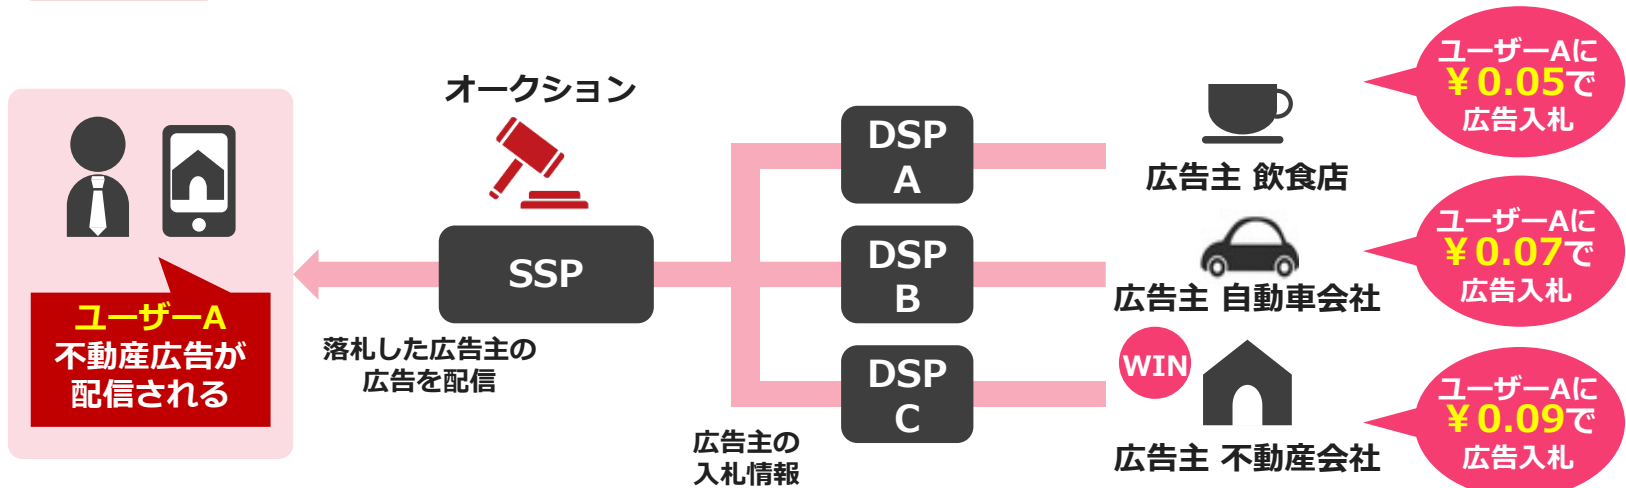 オークション
SSP
ユーザーA
不動産広告が
配信される
落札した広告主の
広告を配信
広告主の
入札情報
DSP
A
DSP
B
DSP
C
広告主 飲食店
広告主 自動車会社
WIN
広告主 不動産会社
ユーザーAに
¥0.05で
広告入札
ユーザーAに
¥0.07で
広告入札
ユーザーAに
¥0.09で
広告入札